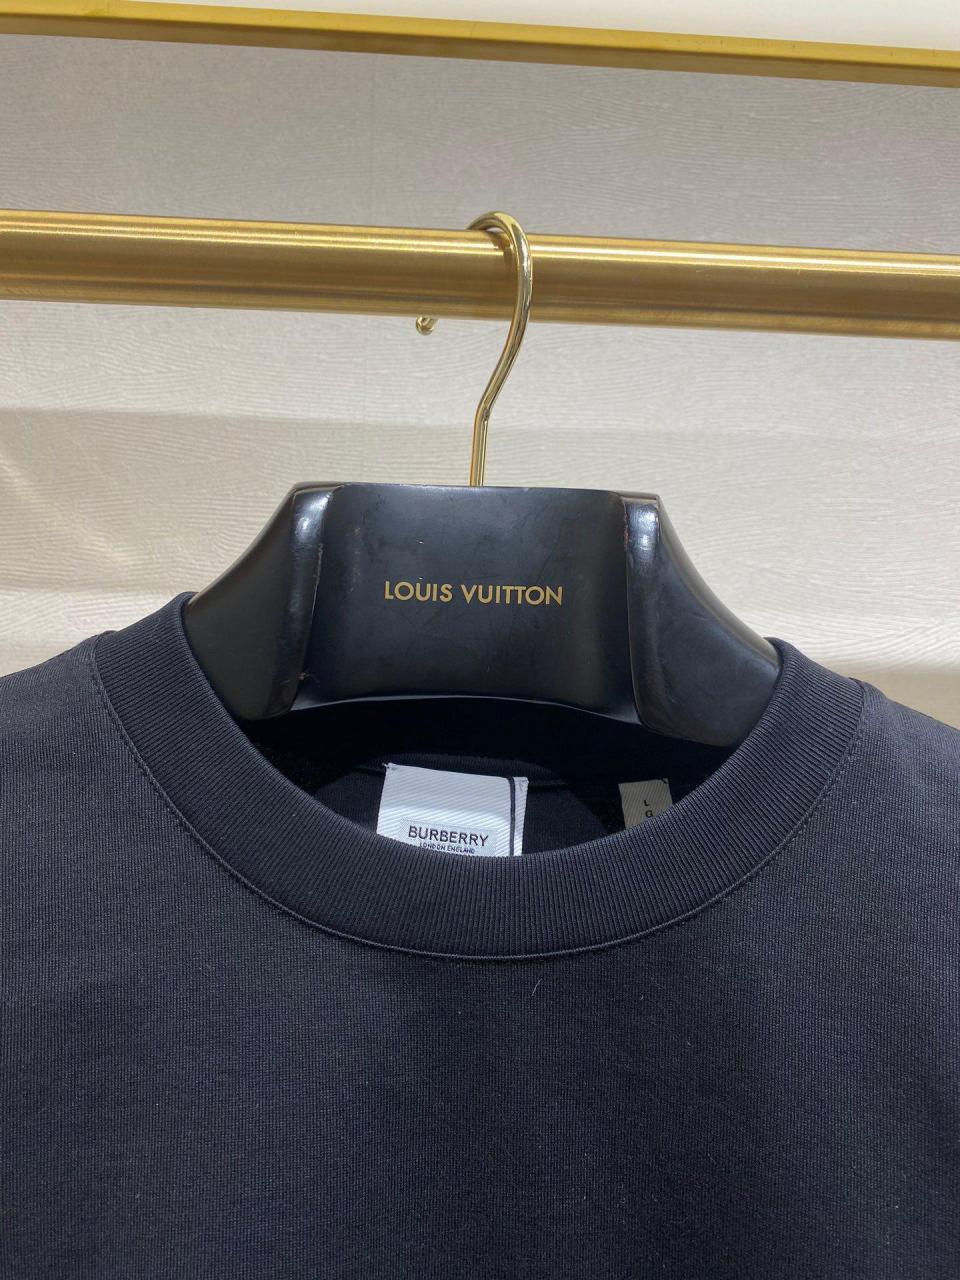 LOUIS VUITTON
BURBERRY
LONDON ENGLAND
L
G